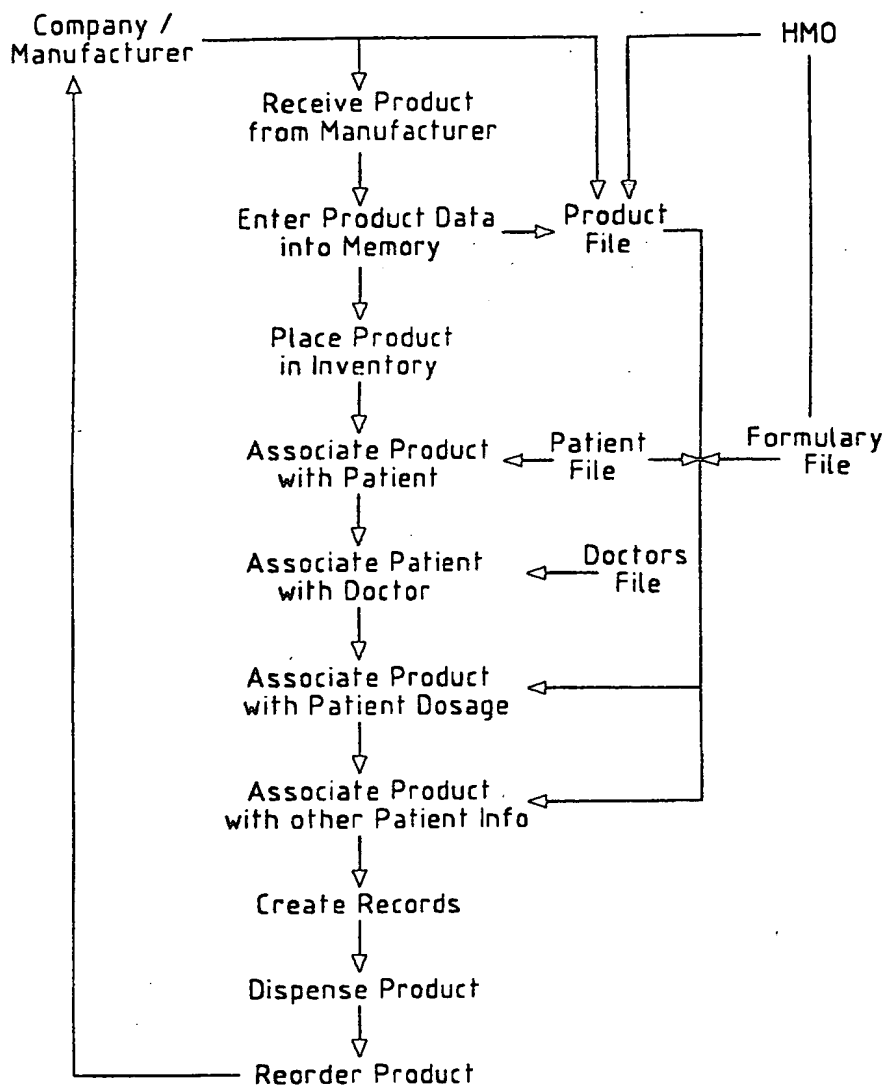 Company /
Manufacturer
HMO
Receive Product
from Manufacturer
Enter Product Data
into Memory
Product
File
Place Product
in Inventory
Associate Product
with Patient
Patient
File
Formulary
File
Associate Patient
with Doctor
Doctors
File
Associate Product
with Patient Dosage
Associate Product
with other Patient Info
Create Records
Dispense Product
Reorder Product